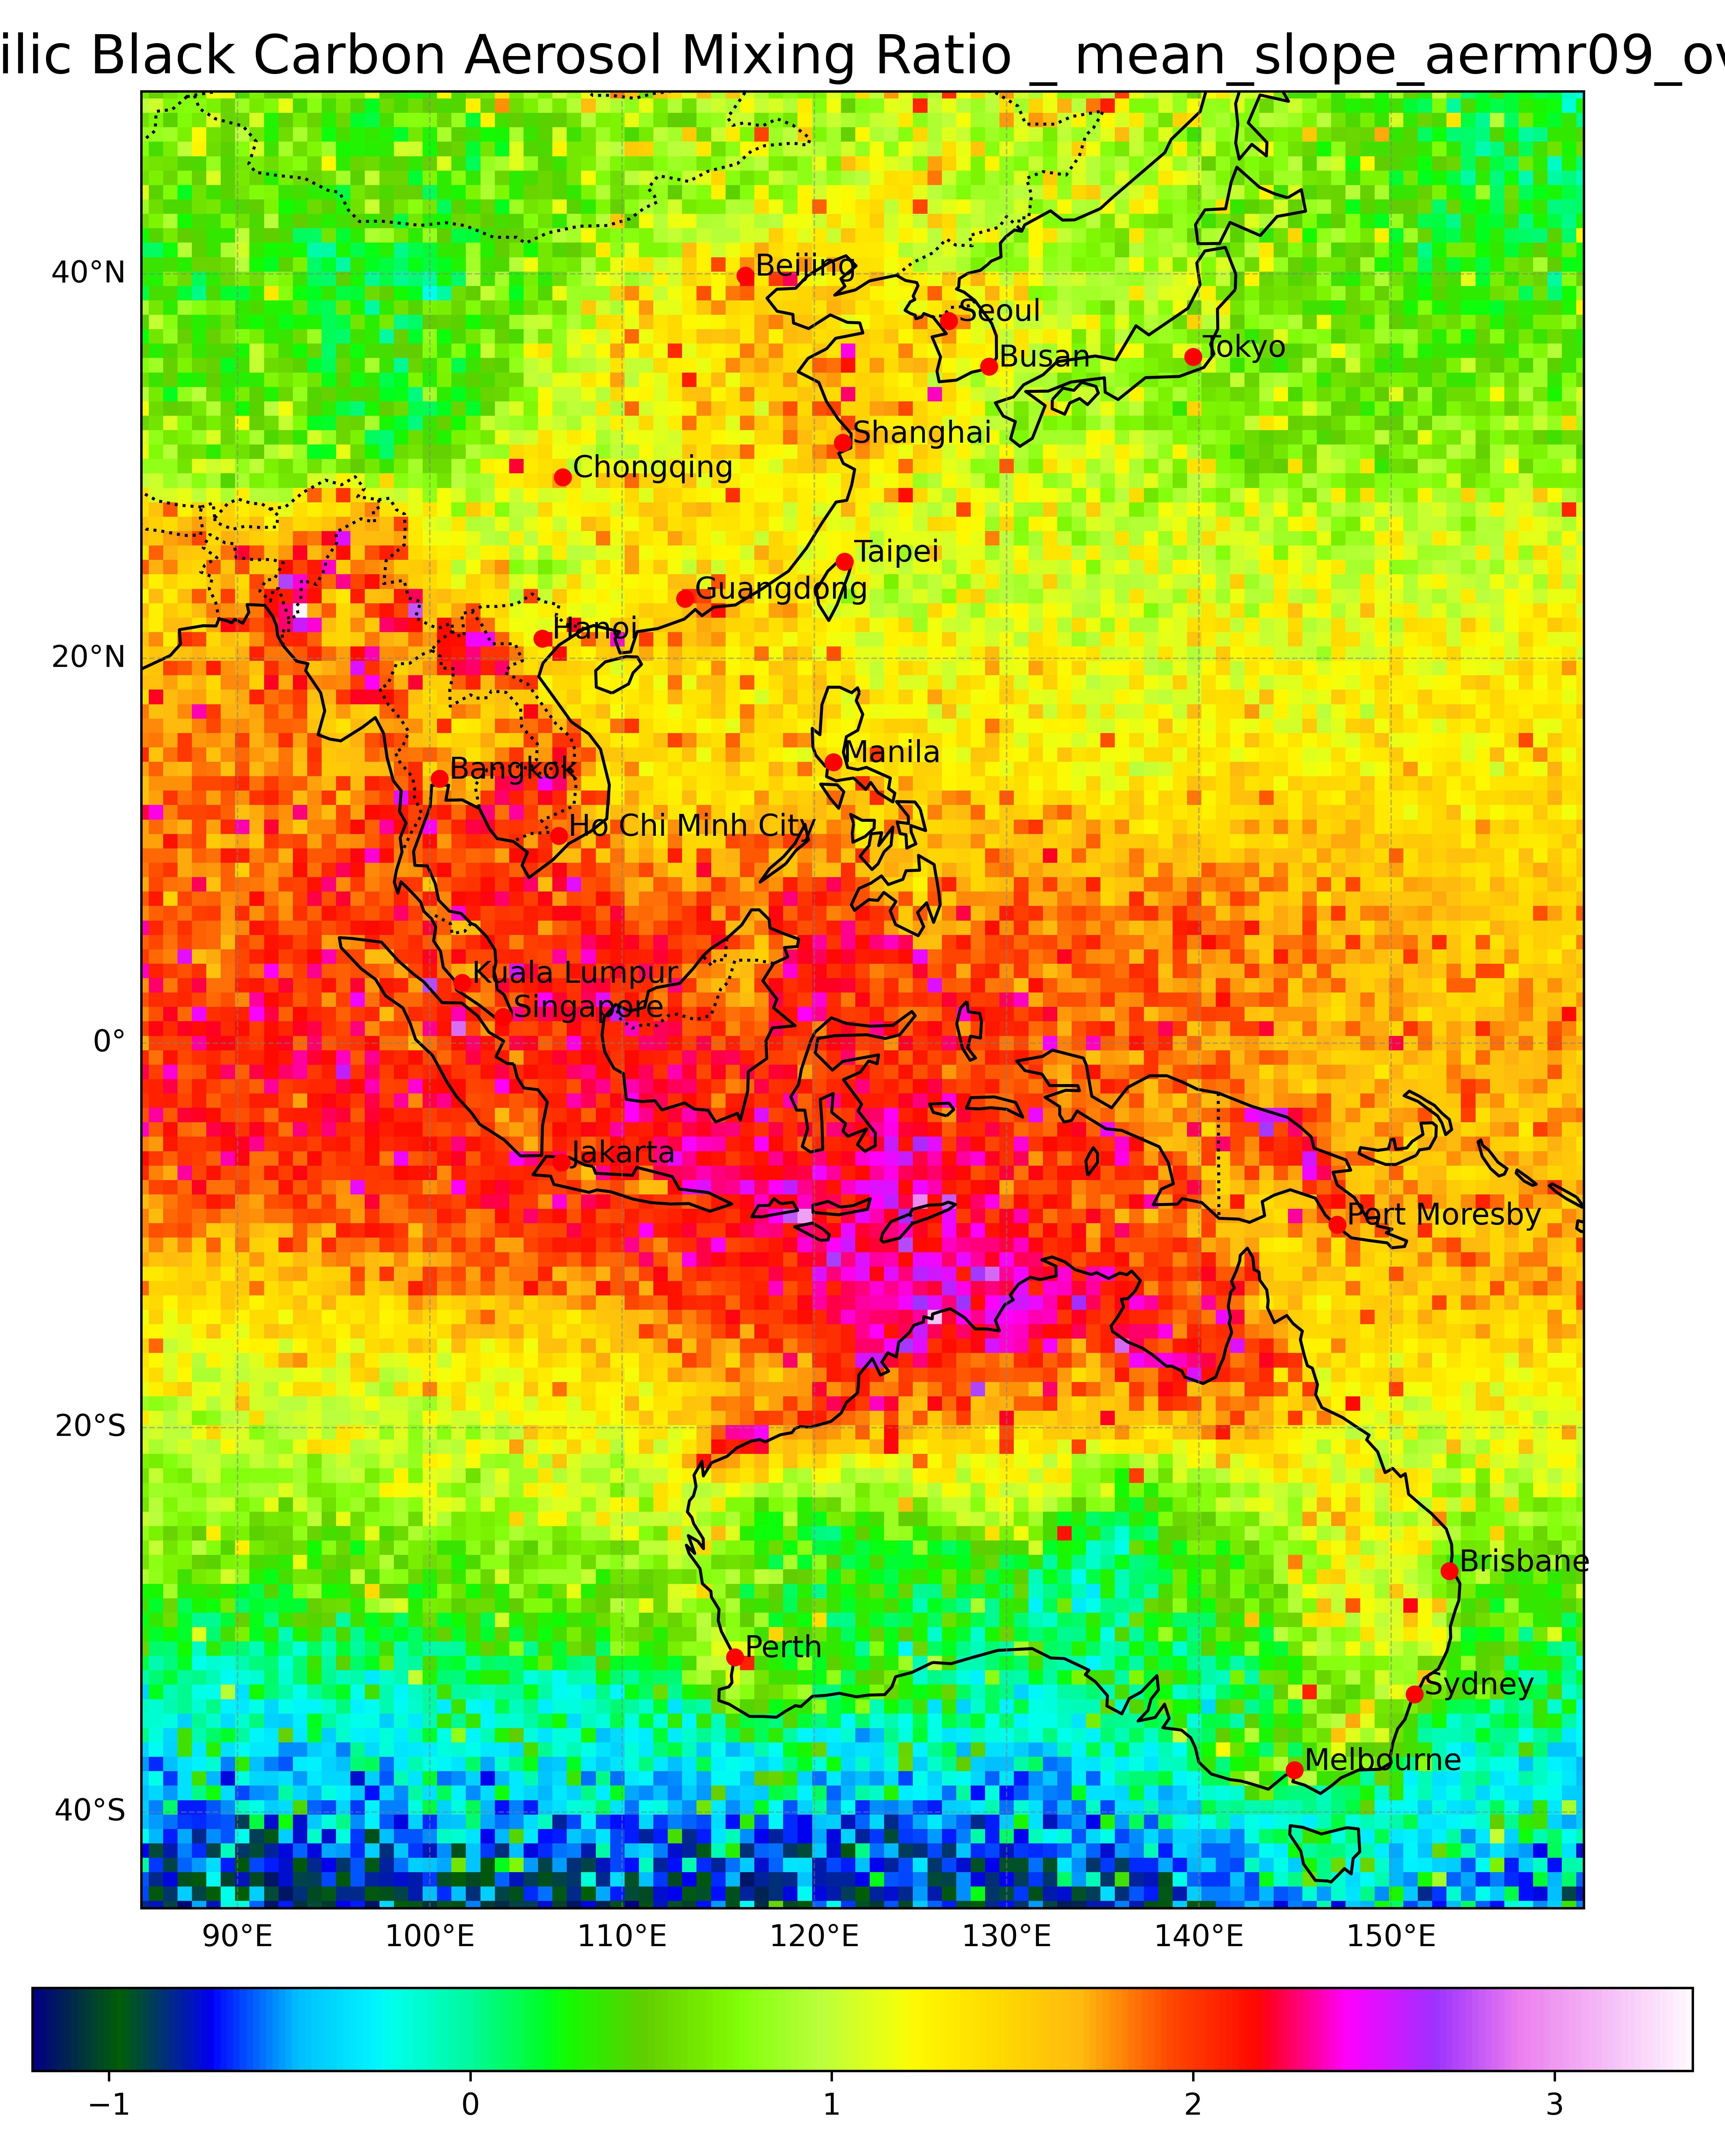 ilic Black Carbon Aerosol Mixing Ratio _ mean_slope_aermr09_ov
40°N
20°N
0°
20°S
40°S
Beijing
Seoul
Busan
Tokyo
Shanghai
Chongqing
Taipei
Guangdong
Hanoi
Manila
Bangkok
Ho Chi Minh City
Kuala Lumpur
Singapore
Jakarta
Port Moresby
Brisbane
Perth
Sydney
Melbourne
90°E 100°E 110°E 120°E 130°E 140°E 150°E
−1 0 1 2 3